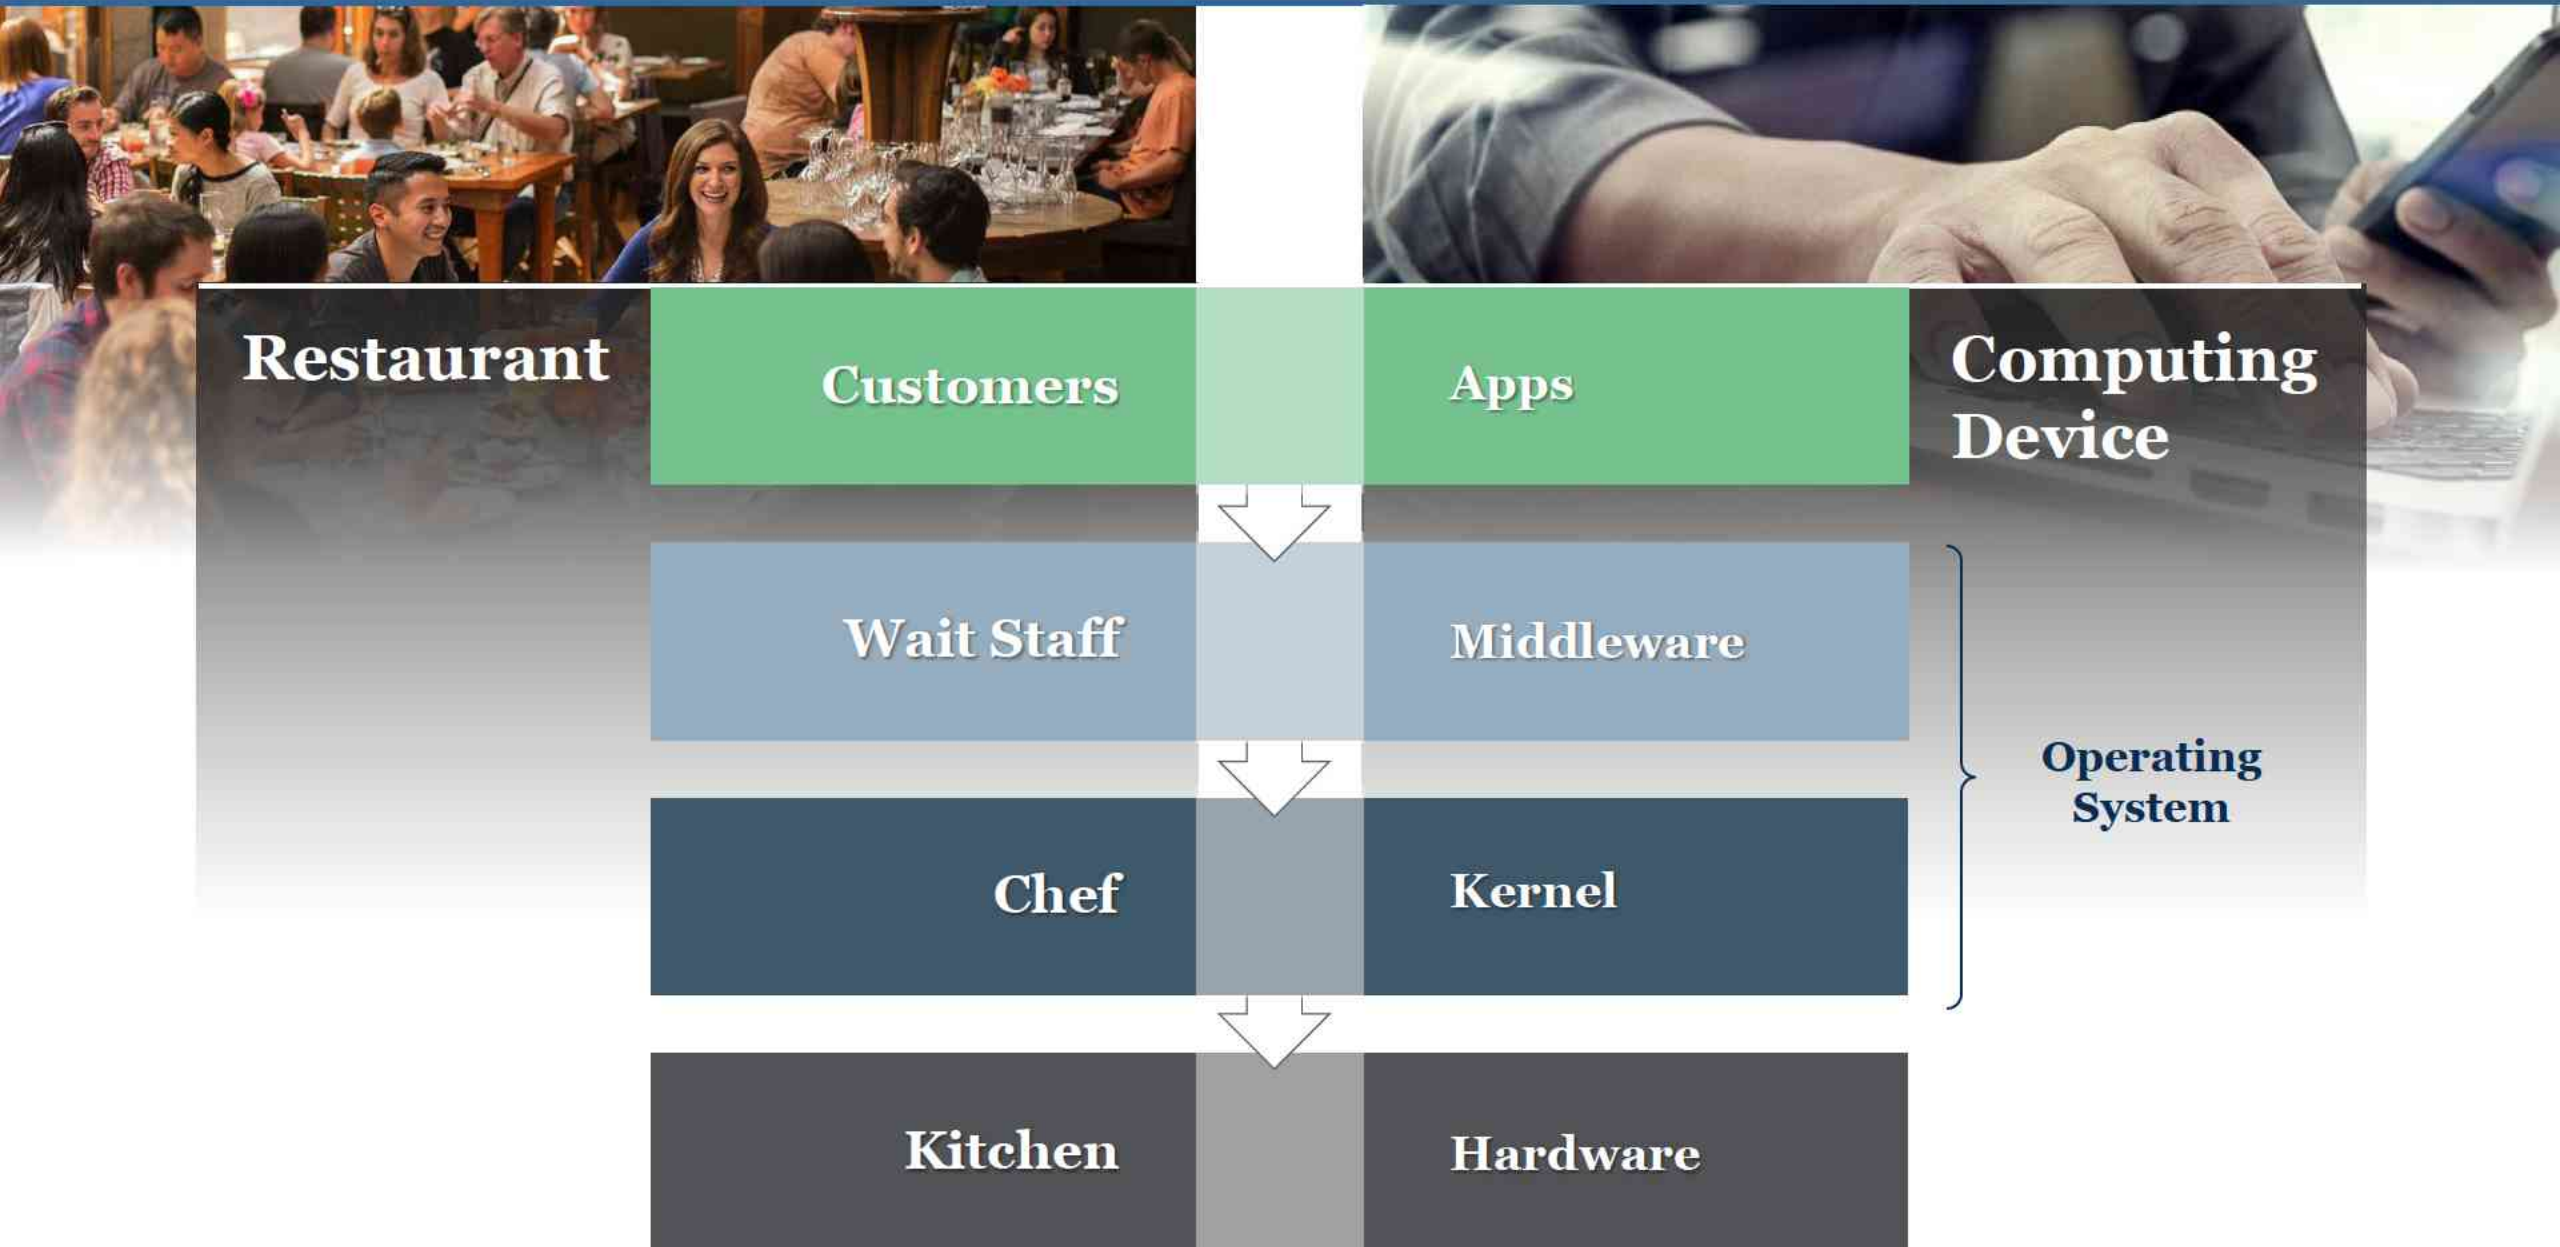 Restaurant
Customers
Apps
Computing
Device
Wait Staff
Middleware
Operating
System
Chef
Kernel
Kitchen
Hardware